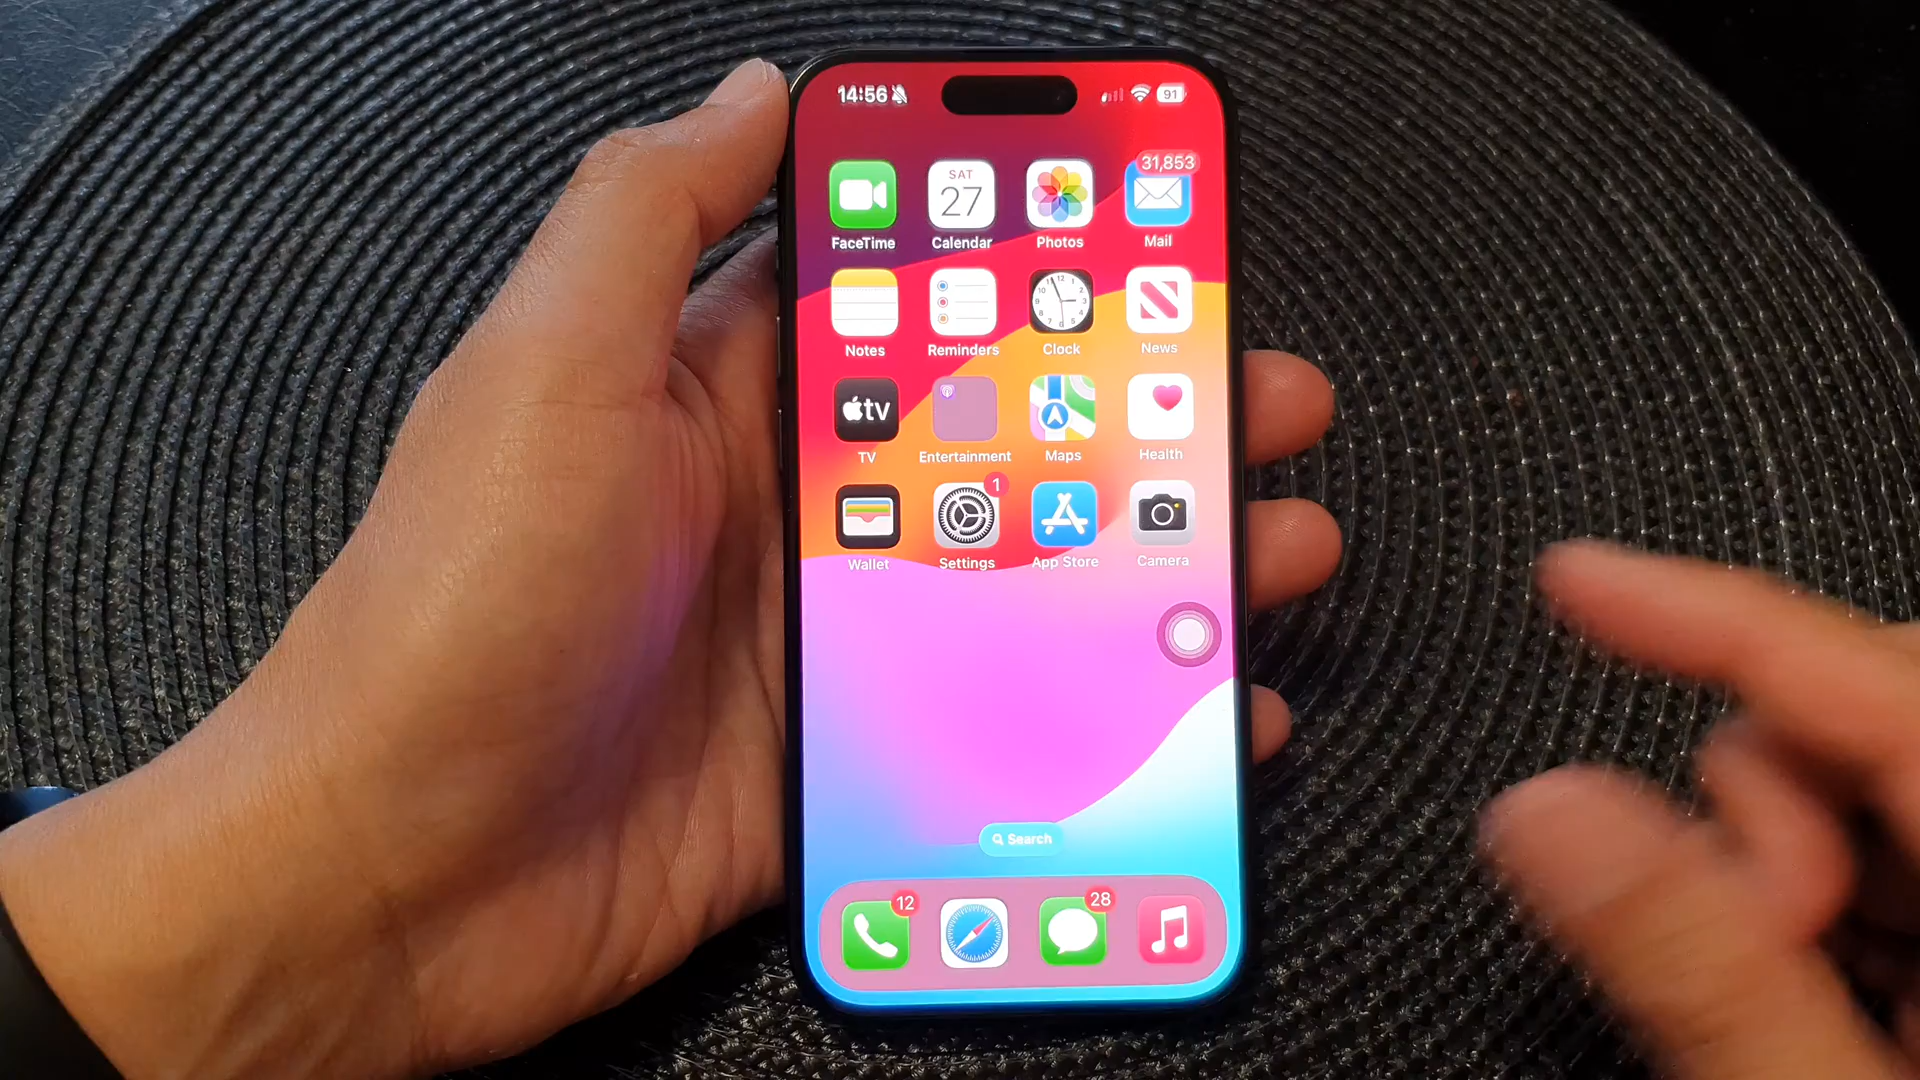 14:56 91
31,853
SAT
27
FaceTime Calendar Photos Mail
Notes Reminders Clock News
tv
TV Entertainment Maps Health
1
Wallet Settings App Store Camera
Search
12 28